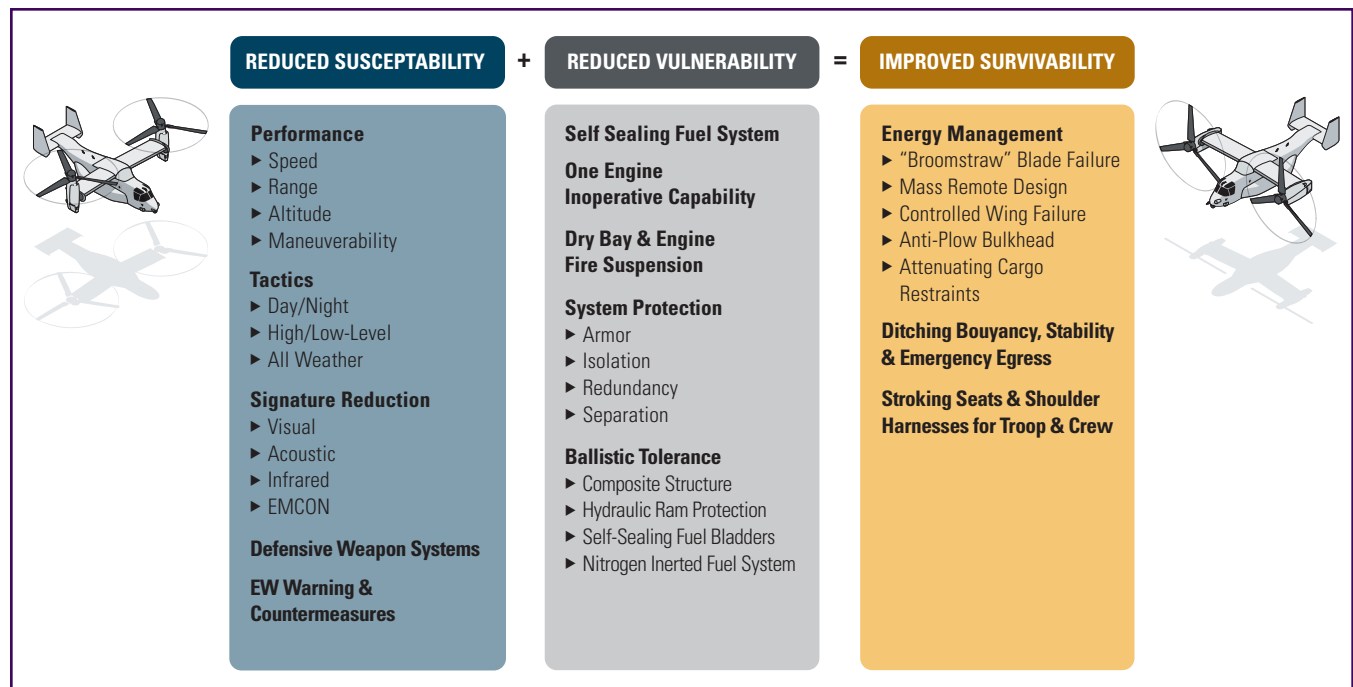 REDUCED SUSCEPTABILITY + REDUCED VULNERABILITY = IMPROVED SURVIVABILITY
Performance
► Speed
► Range
► Altitude
► Maneuverability
Tactics
► Day/Night
► High/Low-Level
► All Weather
Signature Reduction
► Visual
► Acoustic
► Infrared
► EMCON
Defensive Weapon Systems
EW Warning &
Countermeasures
Self Sealing Fuel System
One Engine
Inoperative Capability
Dry Bay & Engine
Fire Suspension
System Protection
► Armor
► Isolation
► Redundancy
► Separation
Ballistic Tolerance
► Composite Structure
► Hydraulic Ram Protection
► Self-Sealing Fuel Bladders
► Nitrogen Inerted Fuel System
Energy Management
► “Broomstraw” Blade Failure
► Mass Remote Design
► Controlled Wing Failure
► Anti-Plow Bulkhead
► Attenuating Cargo
Restraints
Ditching Bouyancy, Stability
& Emergency Egress
Stroking Seats & Shoulder
Harnesses for Troop & Crew